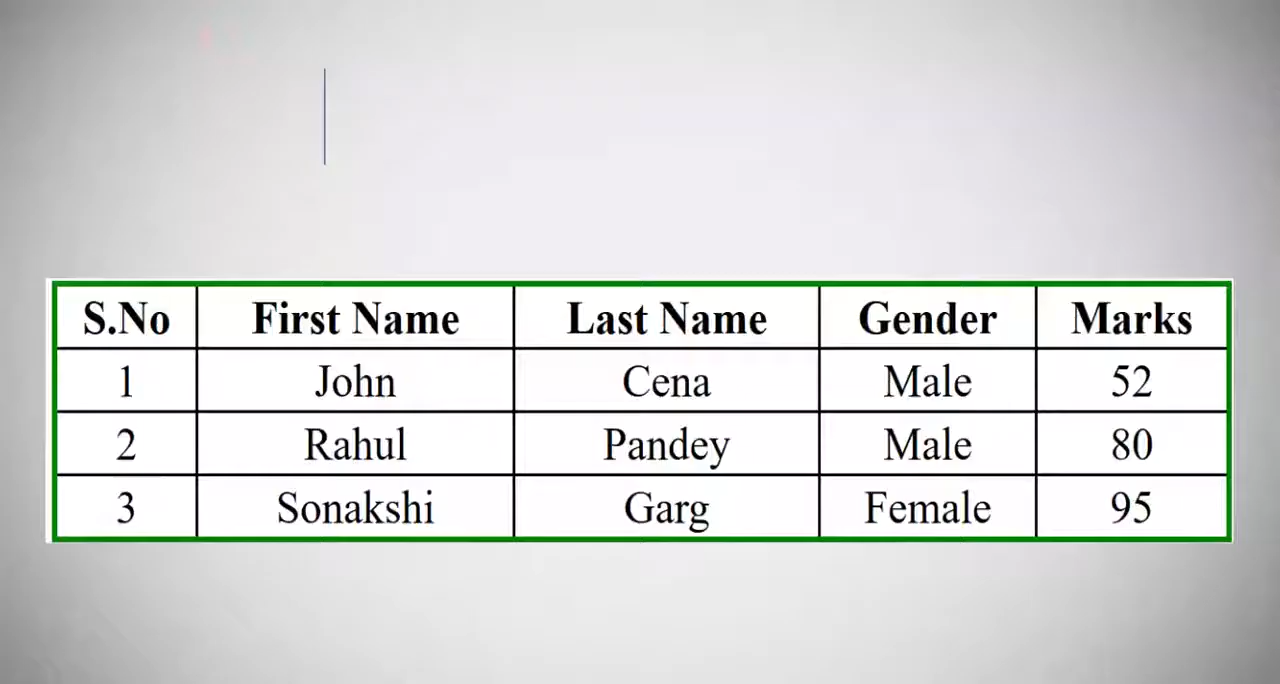 S.No First Name Last Name Gender Marks
1 John Cena Male 52
2 Rahul Pandey Male 80
3 Sonakshi Garg Female 95